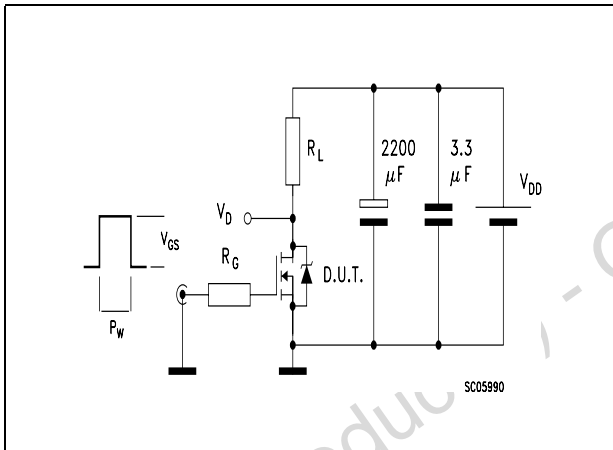 R_L
2200
µF
3.3
µF
V_DD
V_D
V_GS
R_G
D.U.T.
P_W
SC05990